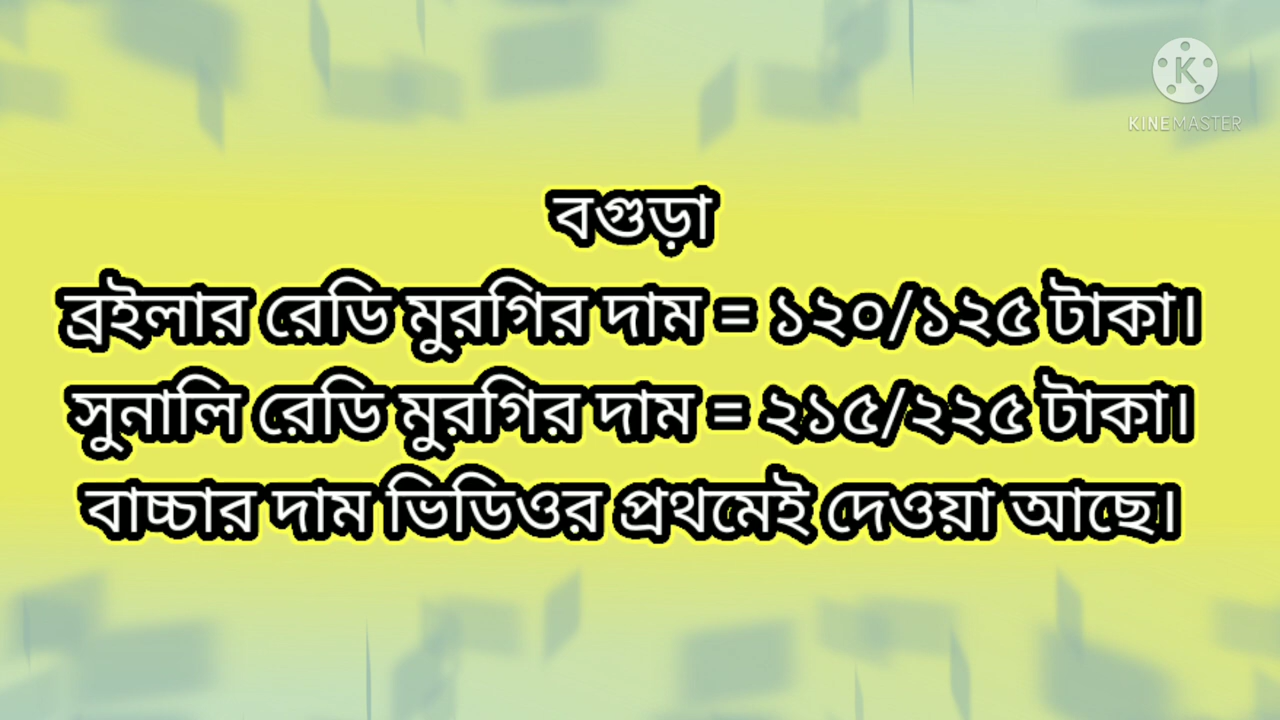 KINEMASTER
বগুড়া
ব্রইলার রেডি মুরগির দাম = ১২০/১২৫ টাকা।
সুনালি রেডি মুরগির দাম = ২১৫/২২৫ টাকা।
বাচ্চার দাম ভিডিওর প্রথমেই দেওয়া আছে।